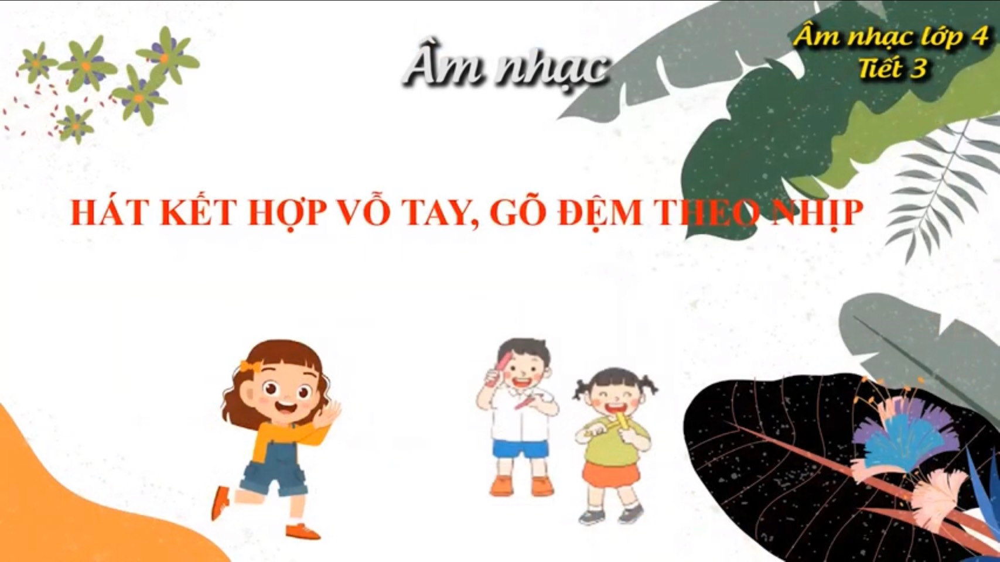 Âm nhạc
Âm nhạc lớp 4
Tiết 3
HÁT KẾT HỢP VỖ TAY, GÕ ĐỆM THEO NHỊP